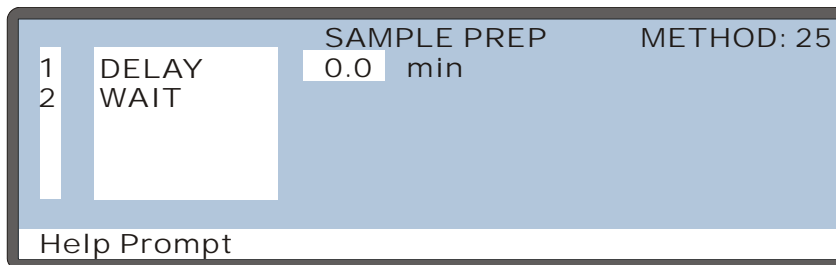 SAMPLE PREP METHOD: 25
1 DELAY 0.0 min
2 WAIT
Help Prompt